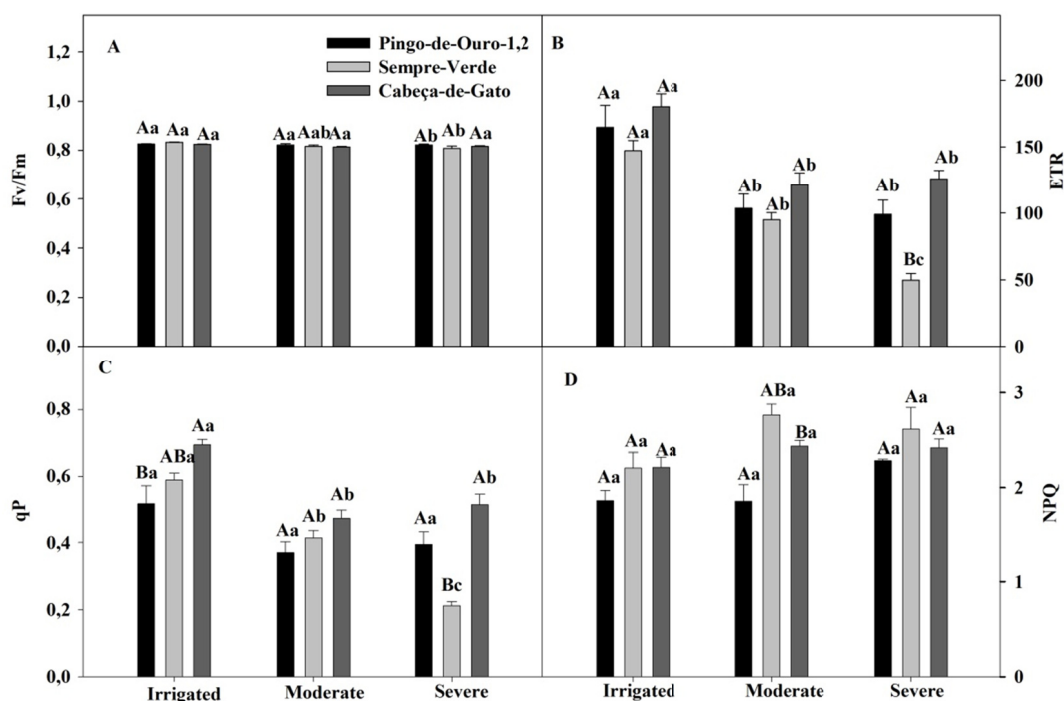 A
Pingo-de-Ouro-1,2
Sempre-Verde
Cabeça-de-Gato
1,2
1,0
0,8
0,6
0,4
0,2
0,0
Fv/Fm
Aa Aa Aa
Aa Aab Aa
Ab Ab Aa
B
Aa Aa Aa
Ab Ab Ab
Ab Bc Ab
200
150
100
50
0
ETR
C
0,8
0,6
0,4
0,2
0,0
qP
Ba ABa Aa
Aa Ab Ab
Aa Bc Ab
Irrigated Moderate Severe
D
Aa Aa Aa
Aa ABa Ba
Aa Aa Aa
3
2
1
0
NPQ
Irrigated Moderate Severe